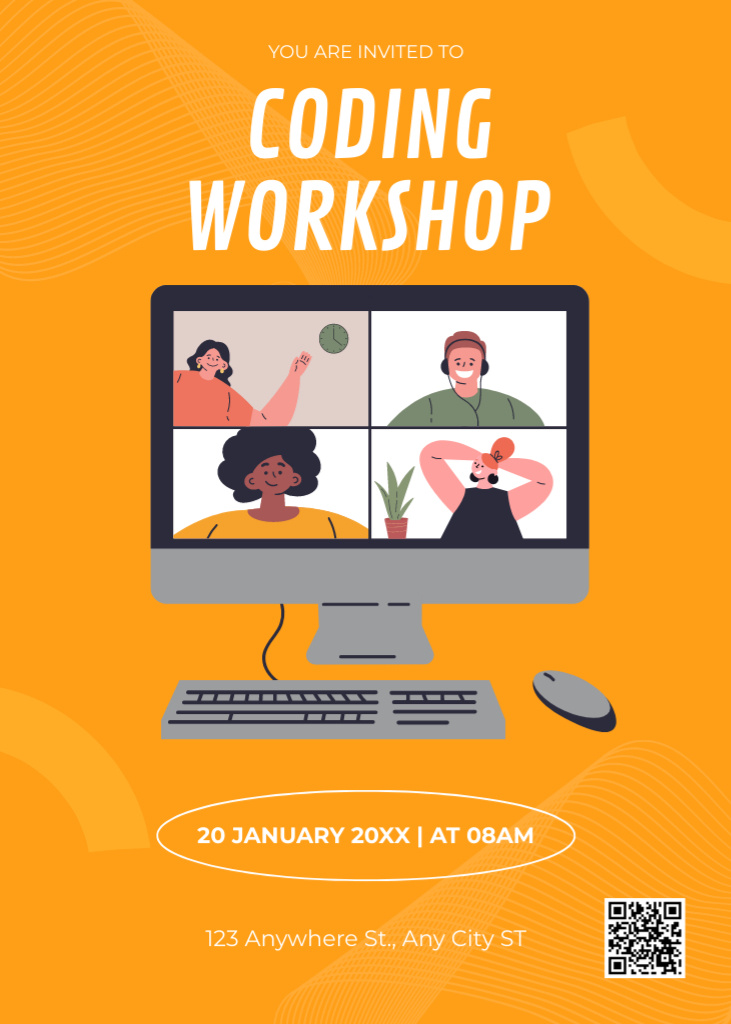 YOU ARE INVITED TO
CODING
WORKSHOP
20 JANUARY 20XX | AT 08AM
123 Anywhere St., Any City ST